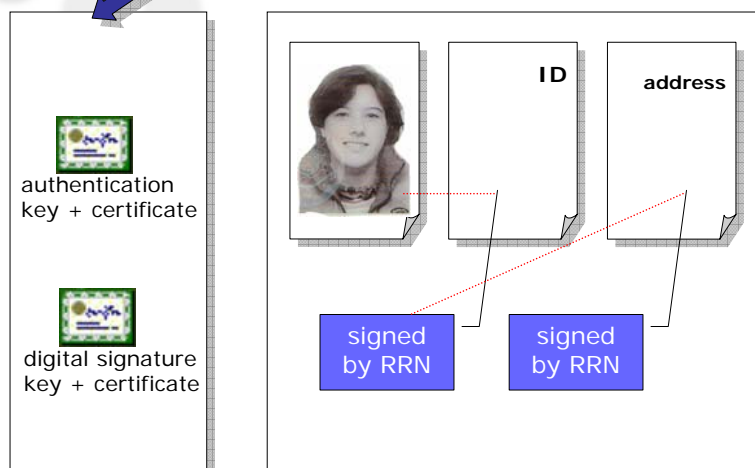 authentication
key + certificate
digital signature
key + certificate
ID
address
signed
by RRN
signed
by RRN